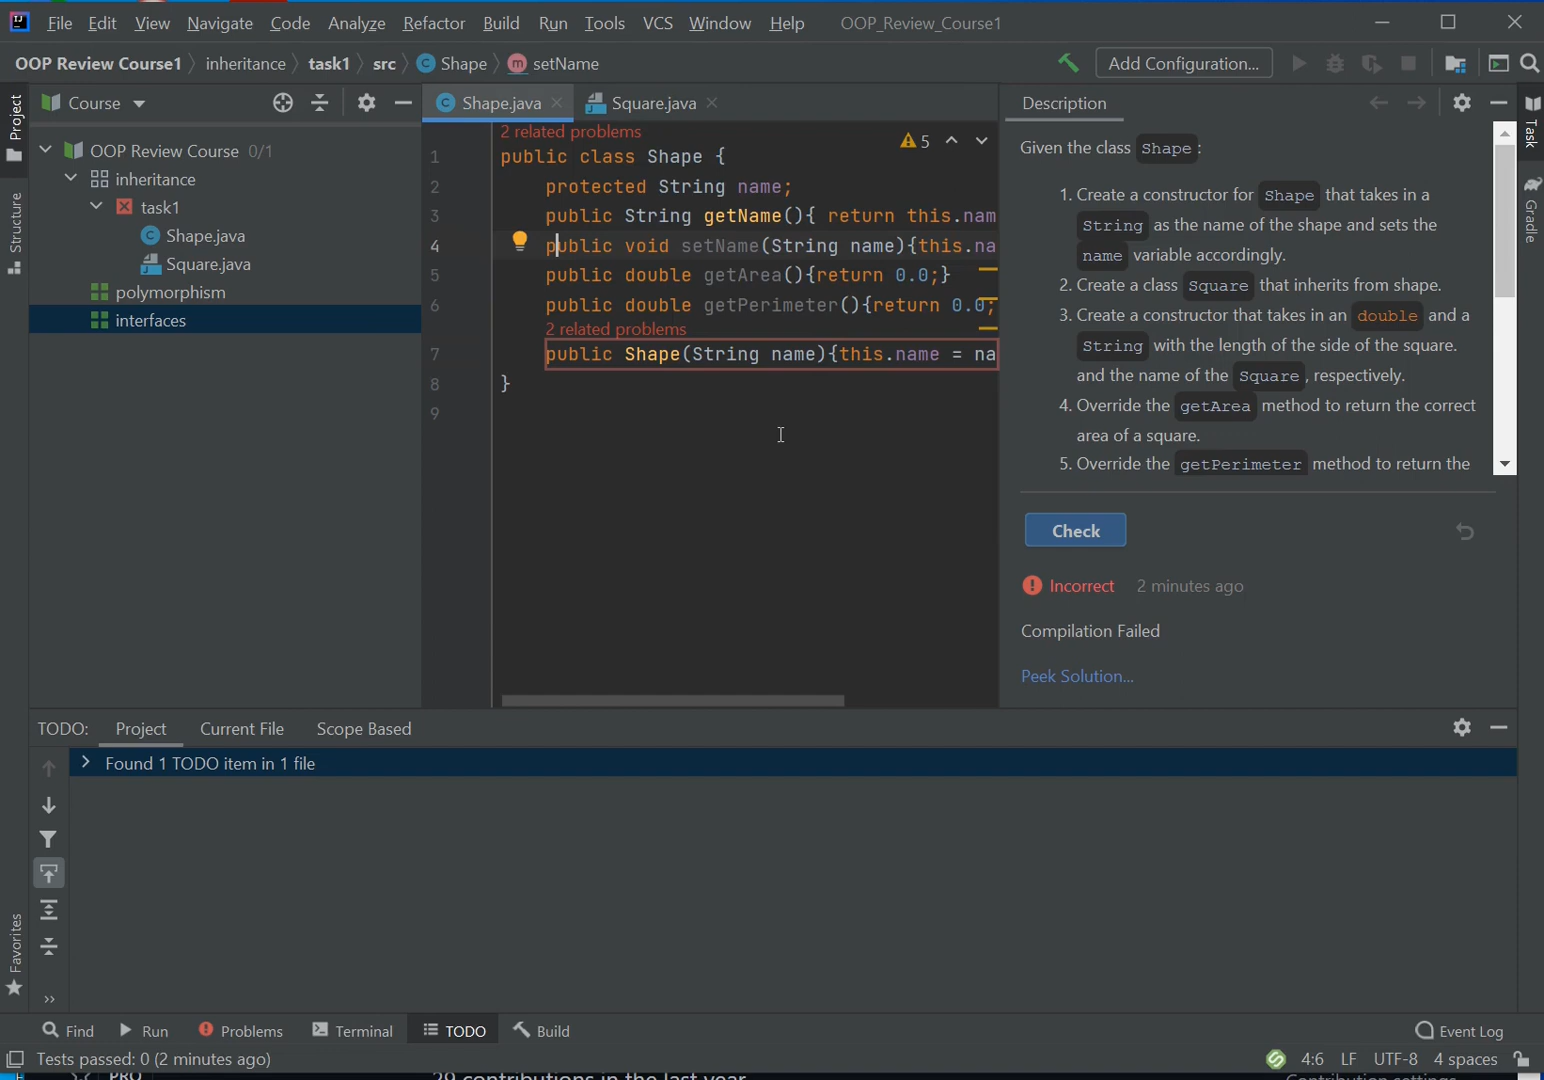 File Edit View Navigate Code Analyze Refactor Build Run Tools VCS Window Help OOP_Review_Course1
OOP Review Course1 inheritance task1 src Shape setName Add Configuration...
Project
Structure
Favorites
Course
OOP Review Course 0/1
inheritance
task1
Shape.java
Square.java
polymorphism
interfaces
Shape.java Square.java
2 related problems
5
1 public class Shape {
2 protected String name;
3 public String getName(){ return this.nam
4 public void setName(String name){this.na
5 public double getArea(){return 0.0;}
6 public double getPerimeter(){return 0.0;
2 related problems
7 public Shape(String name){this.name = na
8 }
9
Description
Given the class Shape:
1. Create a constructor for Shape that takes in a
String as the name of the shape and sets the
name variable accordingly.
2. Create a class Square that inherits from shape.
3. Create a constructor that takes in an double and a
String with the length of the side of the square.
and the name of the Square, respectively.
4. Override the getArea method to return the correct
area of a square.
5. Override the getPerimeter method to return the
Check
Incorrect 2 minutes ago
Compilation Failed
Peek Solution...
Task
Gradle
TODO: Project Current File Scope Based
Found 1 TODO item in 1 file
Find Run Problems Terminal TODO Build Event Log
Tests passed: 0 (2 minutes ago) 4:6 LF UTF-8 4 spaces
PRO 29 contributions in the last year Contribution settings